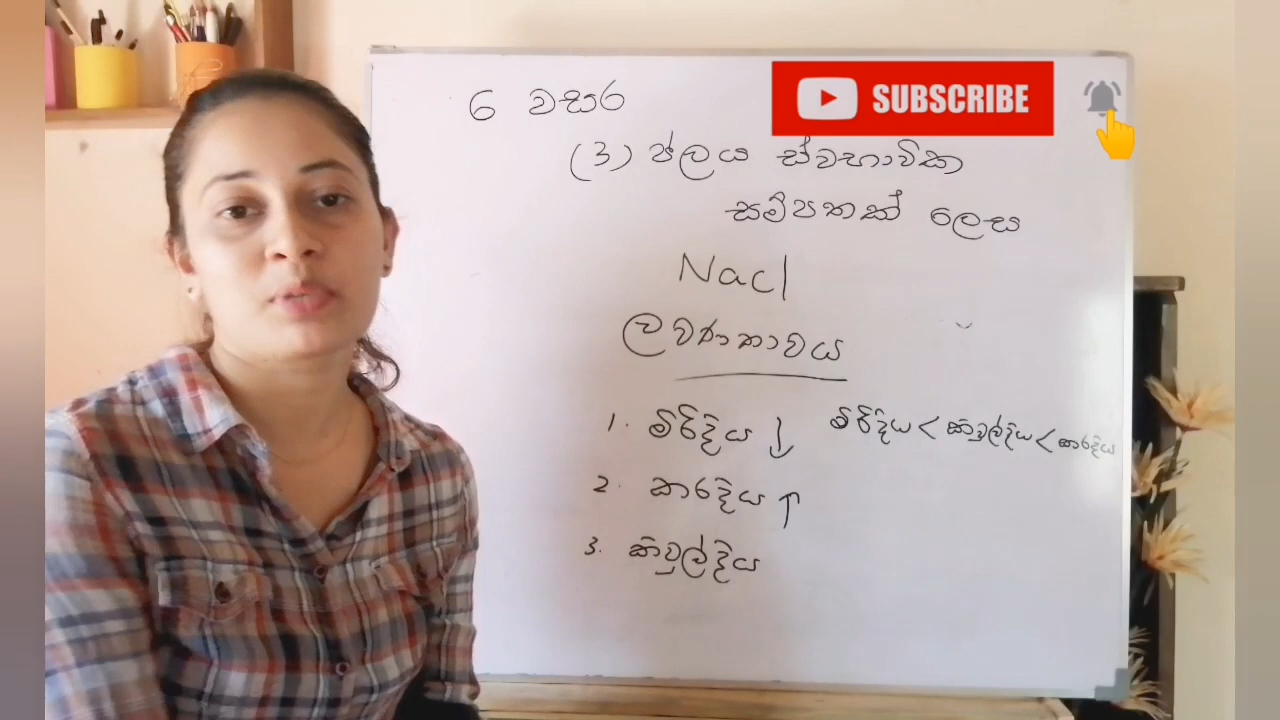 6 වසර
SUBSCRIBE
(3) ජලය ස්වභාවික
සම්පතක් ලෙස
Nacl
ලවණතාවය
1. මිරිදිය ↓ මිරිදිය < කිවුල්දිය < කරදිය
2. කරදිය ↑
3. කිවුල්දිය